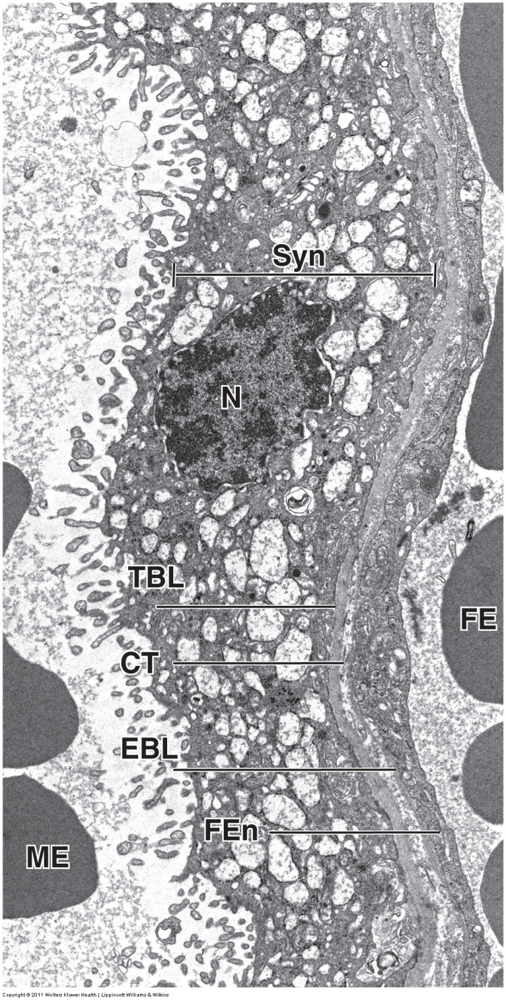 Syn
N
TBL
CT
FE
EBL
FEn
ME
Copyright © 2011 Wolters Kluwer Health | Lippincott Williams & Wilkins